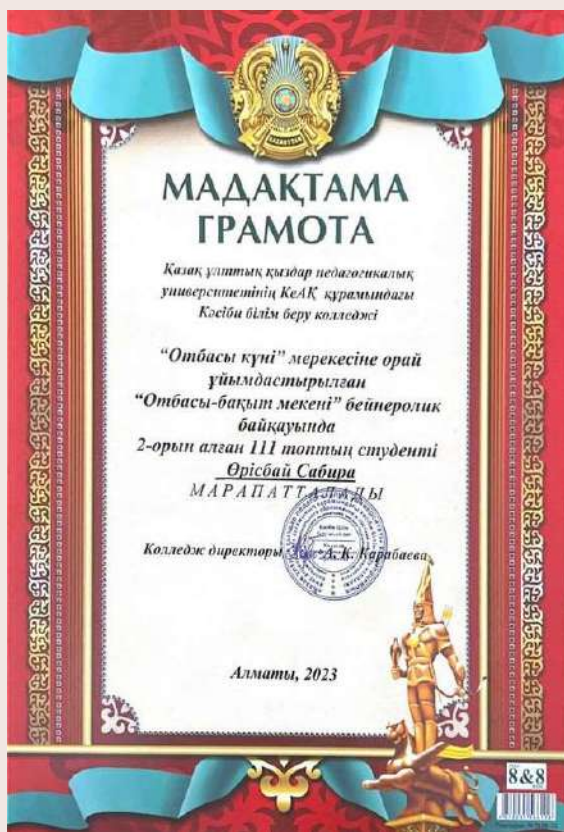 ҚАЗАҚСТАН
МАДАҚТАМА
ГРАМОТА
Қазақ ұлттық қыздар педагогикалық
университетінің КеАҚ құрамындағы
Кәсіби білім беру колледжі
“Отбасы күні” мерекесіне орай
ұйымдастырылған
“Отбасы-бақыт мекені” бейнеролик
байқауында
2-орын алған 111 топтың студенті
Өрісбай Сабира
МАРАПАТТАЛАДЫ
Колледж директоры А. К. Карабаева
Алматы, 2023
8&8